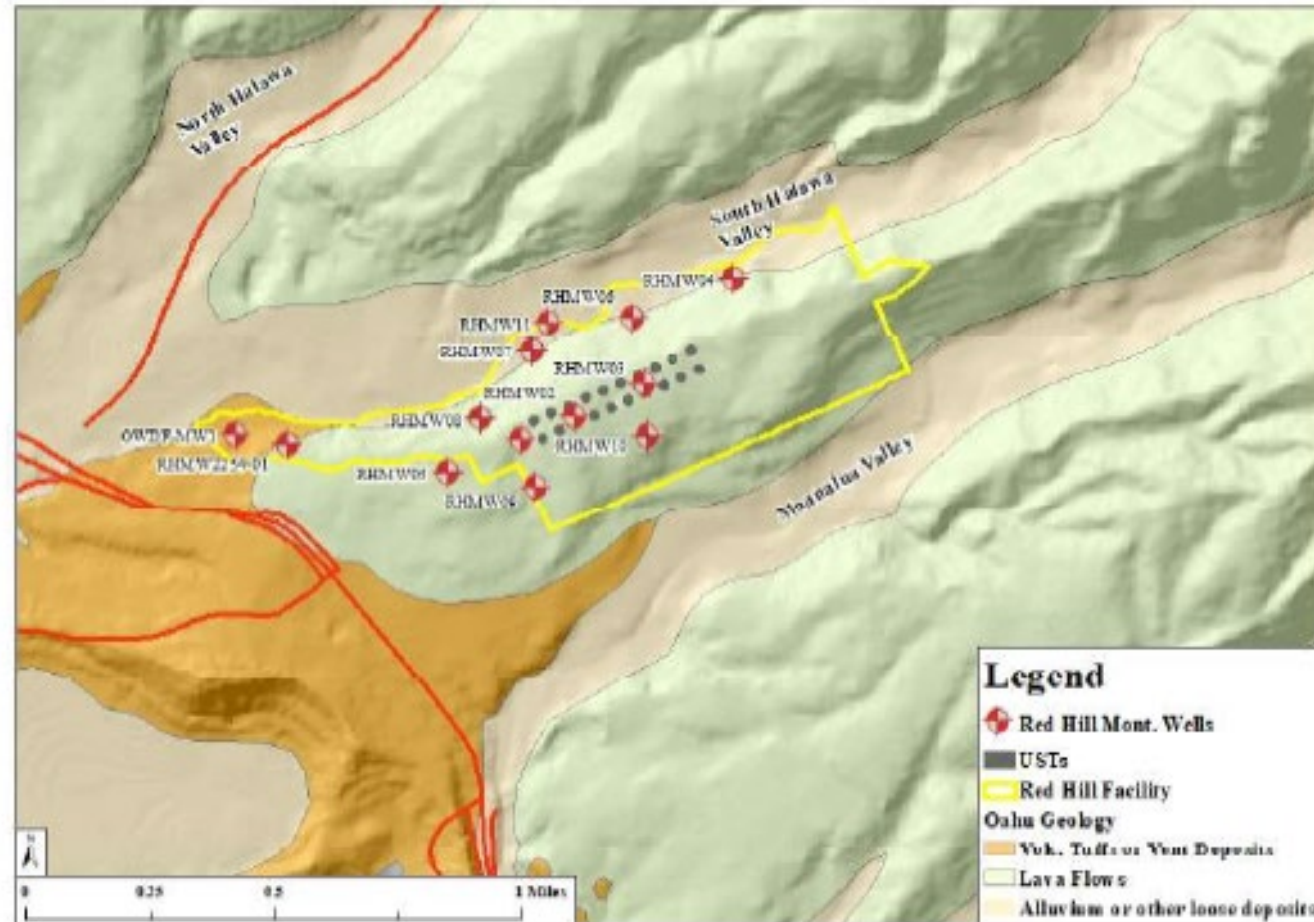 North Halawa
Valley
South Halawa
Valley
RHMW04
RHMW06
RHMW11
RHMW07
RHMW03
RHMW02
RHMW08
OWDFMW1
RHMW2254-01
RHMW10
RHMW05
RHMW09
Moanalua Valley
Legend
Red Hill Mont. Wells
USTs
Red Hill Facility
Oahu Geology
Volc. Tuffs or Vent Deposits
Lava Flows
Alluvium or other loose deposits
N
0 0.25 0.5 1 Miles